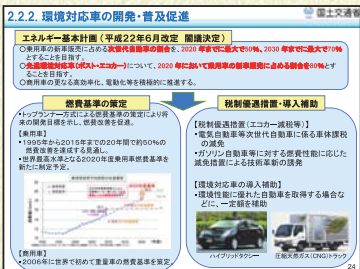 2.2.2. 環境対応車の開発・普及促進
国土交通省
エネルギー基本計画(平成22年6月改定 閣議決定)
○乗用車の新車販売に占める次世代自動車の割合を、2020年までに最大で50%、2030年までに最大で70%
とすることを目指す。
○先進環境対応車(ポスト・エコカー)について、2020年において乗用車の新車販売に占める割合を80%とす
ることを目指す。
○商用車の更なる高効率化、電動化等を積極的に推進する。
燃費基準の策定
・トップランナー方式による燃費基準の策定により将
来の開発目標を示し、燃費改善を促進。
【乗用車】
・1995年から2015年までの20年間で約50%の
燃費改善を達成する見通し。
・世界最高水準となる2020年度乗用車燃費基準を
新たに制定予定。
【商用車】
・2006年に世界で初めて重量車の燃費基準を策定。
税制優遇措置・導入補助
【税制優遇措置(エコカー減税等)】
・電気自動車等次世代自動車に係る車体課税
の減免
・ガソリン自動車等に対する燃費性能に応じた
減免措置による技術革新の誘発
【環境対応車の導入補助】
・環境性能に優れた自動車を取得する場合な
どに、一定額を補助
ハイブリッドタクシー
圧縮天然ガス(CNG)トラック
24